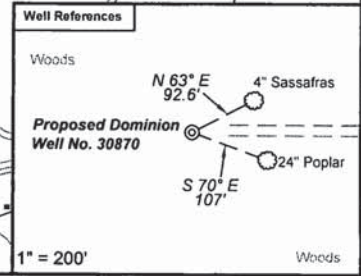 Well References
Woods
N 63° E
92.6'
4" Sassafras
Proposed Dominion
Well No. 30870
24" Poplar
S 70° E
107'
1" = 200'
Woods